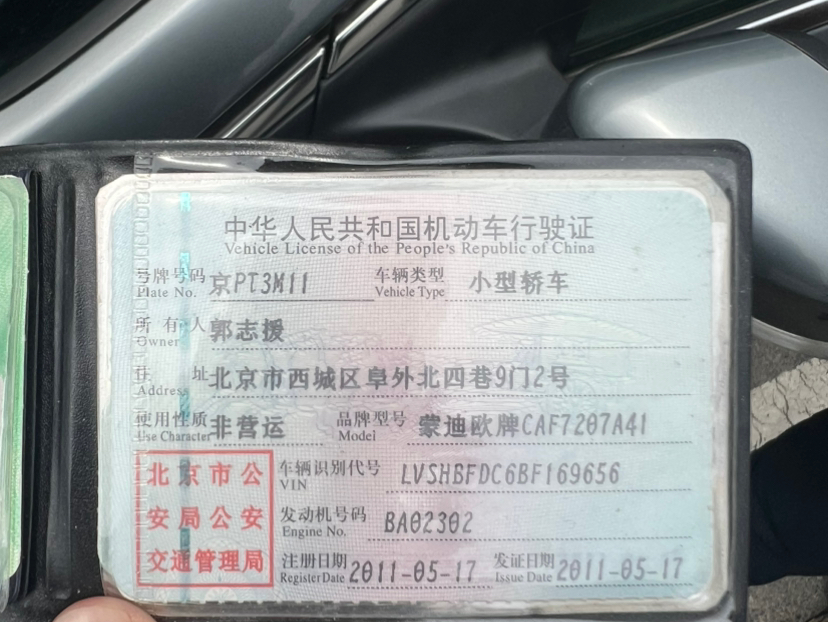 中华人民共和国机动车行驶证
Vehicle License of the People's Republic of China
号牌号码 京PT3M11 车辆类型 小型轿车
Plate No. Vehicle Type
所有人 郭志援
Owner
住址 北京市西城区阜外北四巷9门2号
Address
使用性质 非营运 品牌型号 蒙迪欧牌CAF7207A41
Use Character Model
北京市公 车辆识别代号 LVSHBFDC6BF169656
VIN
安局公安 发动机号码 BA02302
Engine No.
交通管理局 注册日期 2011-05-17 发证日期 2011-05-17
Register Date Issue Date